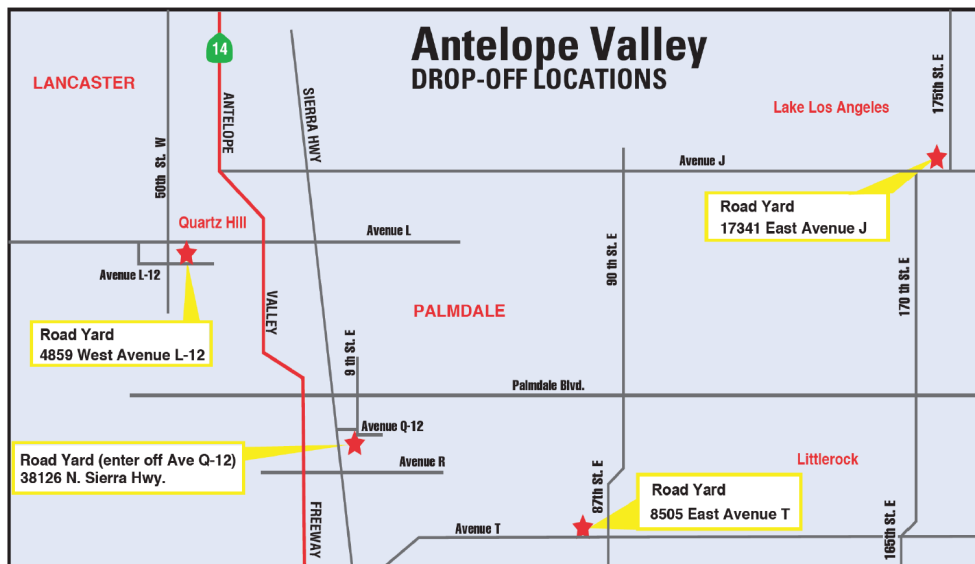 Antelope Valley
DROP-OFF LOCATIONS
14
LANCASTER
ANTELOPE
SIERRA HWY
175th St. E
Lake Los Angeles
50th St. W
Avenue J
Road Yard
17341 East Avenue J
Quartz Hill
Avenue L
90 th St. E
Avenue L-12
170 th St. E
VALLEY
PALMDALE
Road Yard
4859 West Avenue L-12
9 th St. E
Palmdale Blvd.
Avenue Q-12
Road Yard (enter off Ave Q-12)
38126 N. Sierra Hwy.
Avenue R
Littlerock
87th St. E
Road Yard
8505 East Avenue T
FREEWAY
Avenue T
165th St. E